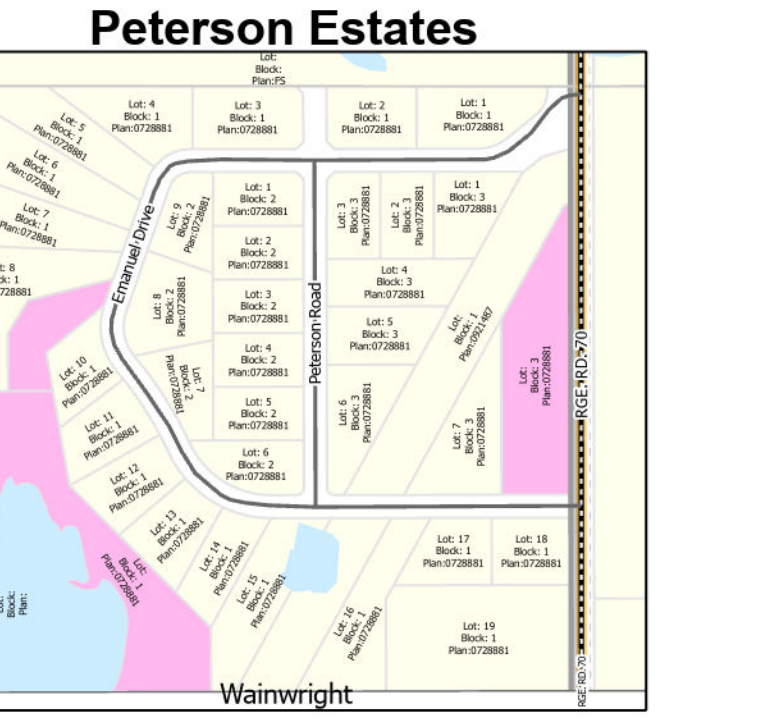 Peterson Estates
Lot:
Block:
Plan:FS
Lot: 4
Block: 1
Plan:0728881
Lot: 3
Block: 1
Plan:0728881
Lot: 2
Block: 1
Plan:0728881
Lot: 1
Block: 1
Plan:0728881
Lot: 5
Block: 1
Plan:0728881
Lot: 6
Block: 1
Plan:0728881
Lot: 7
Block: 1
Plan:0728881
t: 8
ck: 1
728881
Emanuel Drive
Lot: 9
Block: 2
Plan:0728881
Lot: 1
Block: 2
Plan:0728881
Lot: 2
Block: 2
Plan:0728881
Lot: 8
Block: 2
Plan:0728881
Lot: 3
Block: 2
Plan:0728881
Lot: 7
Block: 2
Plan:0728881
Lot: 4
Block: 2
Plan:0728881
Lot: 5
Block: 2
Plan:0728881
Lot: 6
Block: 2
Plan:0728881
Peterson Road
Lot: 3
Block: 3
Plan:0728881
Lot: 2
Block: 3
Plan:0728881
Lot: 1
Block: 3
Plan:0728881
Lot: 4
Block: 3
Plan:0728881
Lot: 5
Block: 3
Plan:0728881
Lot: 6
Block: 3
Plan:0728881
Lot:
Block: 1
Plan:0921487
Lot: 7
Block: 3
Plan:0728881
Lot:
Block: 3
Plan:0728881
RGE. RD. 70
Lot: 10
Block: 1
Plan:0728881
Lot: 11
Block: 1
Plan:0728881
Lot: 12
Block: 1
Plan:0728881
Lot: 13
Block: 1
Plan:0728881
Lot: 14
Block: 1
Plan:0728881
Lot: 15
Block: 1
Plan:0728881
Lot: 16
Block: 1
Plan:0728881
Lot: 17
Block: 1
Plan:0728881
Lot: 18
Block: 1
Plan:0728881
Lot: 19
Block: 1
Plan:0728881
Lot:
Block: 1
Plan:0728881
Lot:
Block:
Plan:
Wainwright
RGE. RD. 70